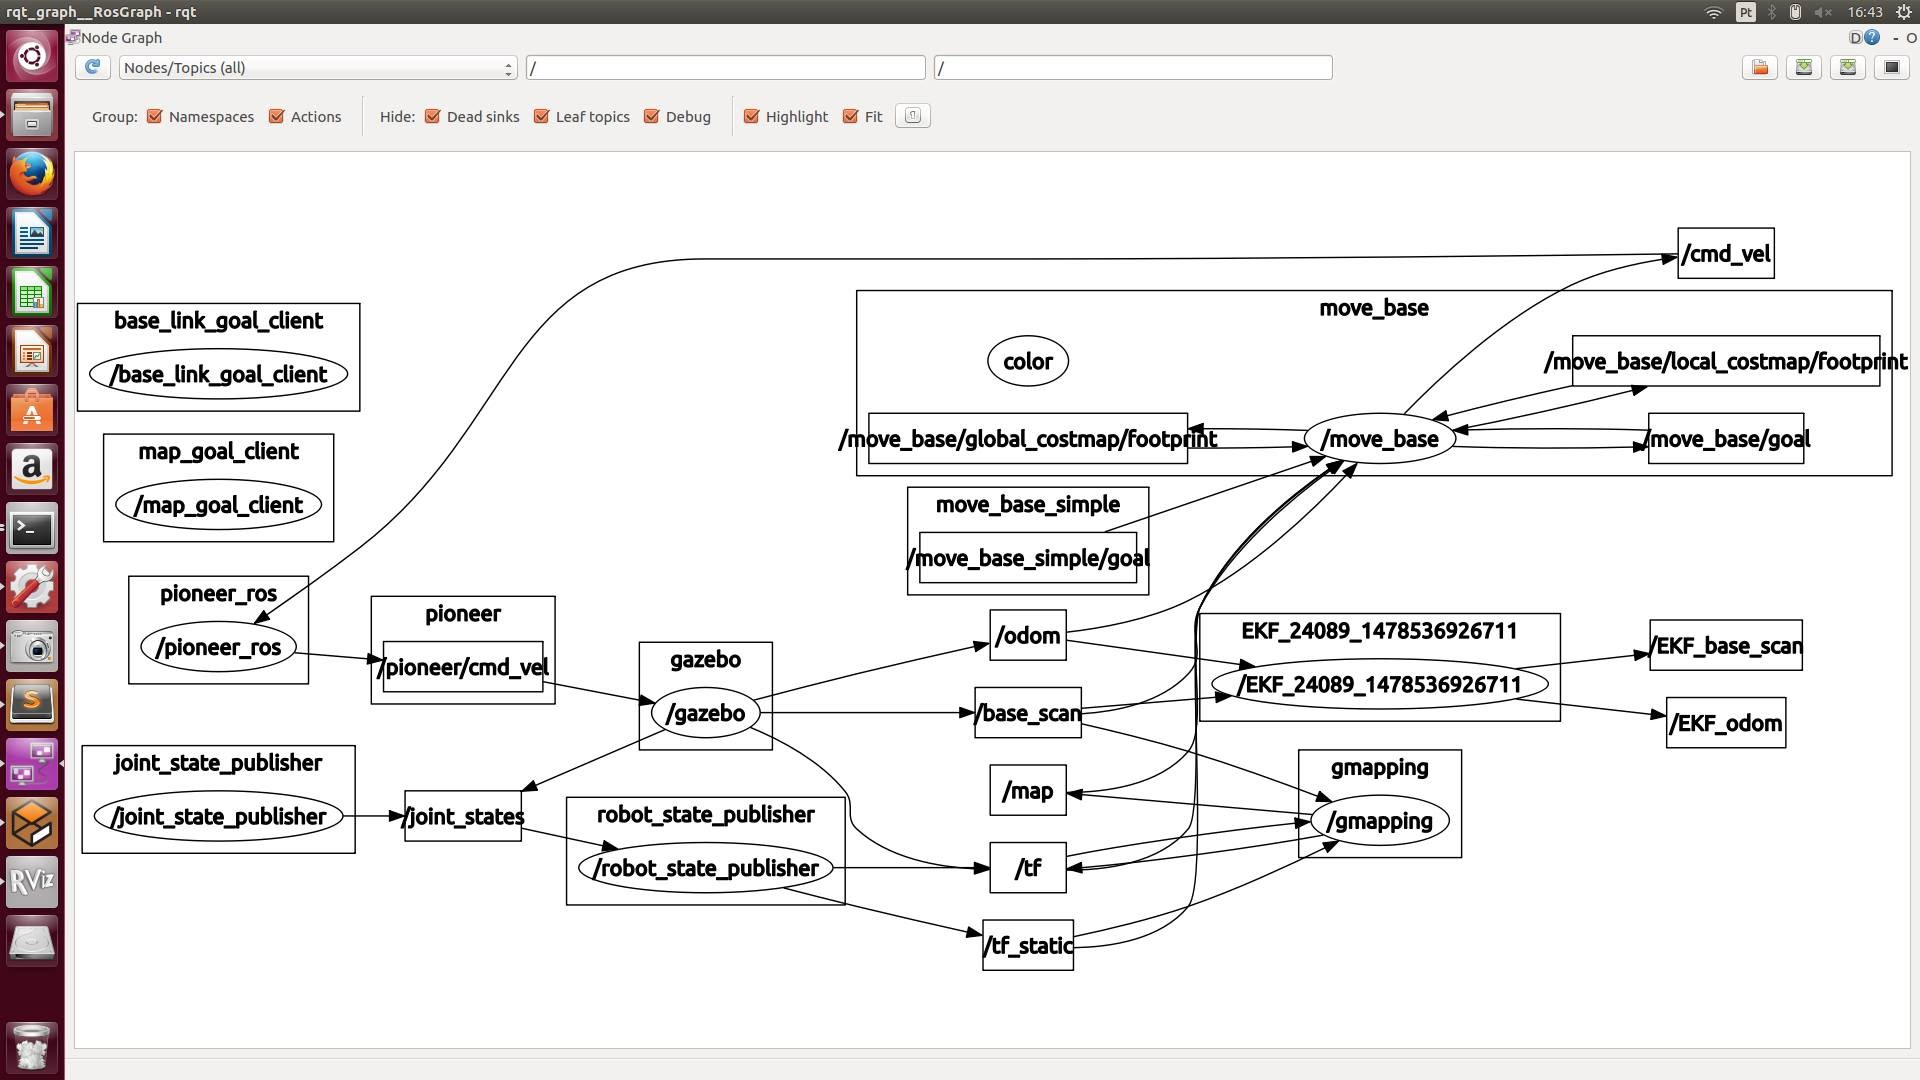 rqt_graph__RosGraph - rqt
Pt
16:43
Node Graph
D
- O
Nodes/Topics (all)
/
/
Group:
Namespaces
Actions
Hide:
Dead sinks
Leaf topics
Debug
Highlight
Fit
/cmd_vel
move_base
base_link_goal_client
color
/move_base/local_costmap/footprint
/base_link_goal_client
/move_base/global_costmap/footprint
/move_base
/move_base/goal
map_goal_client
/map_goal_client
move_base_simple
/move_base_simple/goal
pioneer_ros
/pioneer_ros
pioneer
/pioneer/cmd_vel
gazebo
/gazebo
/odom
EKF_24089_1478536926711
/EKF_24089_1478536926711
/EKF_base_scan
/base_scan
/EKF_odom
joint_state_publisher
/joint_state_publisher
/joint_states
/map
gmapping
/gmapping
robot_state_publisher
/robot_state_publisher
/tf
/tf_static
RViz